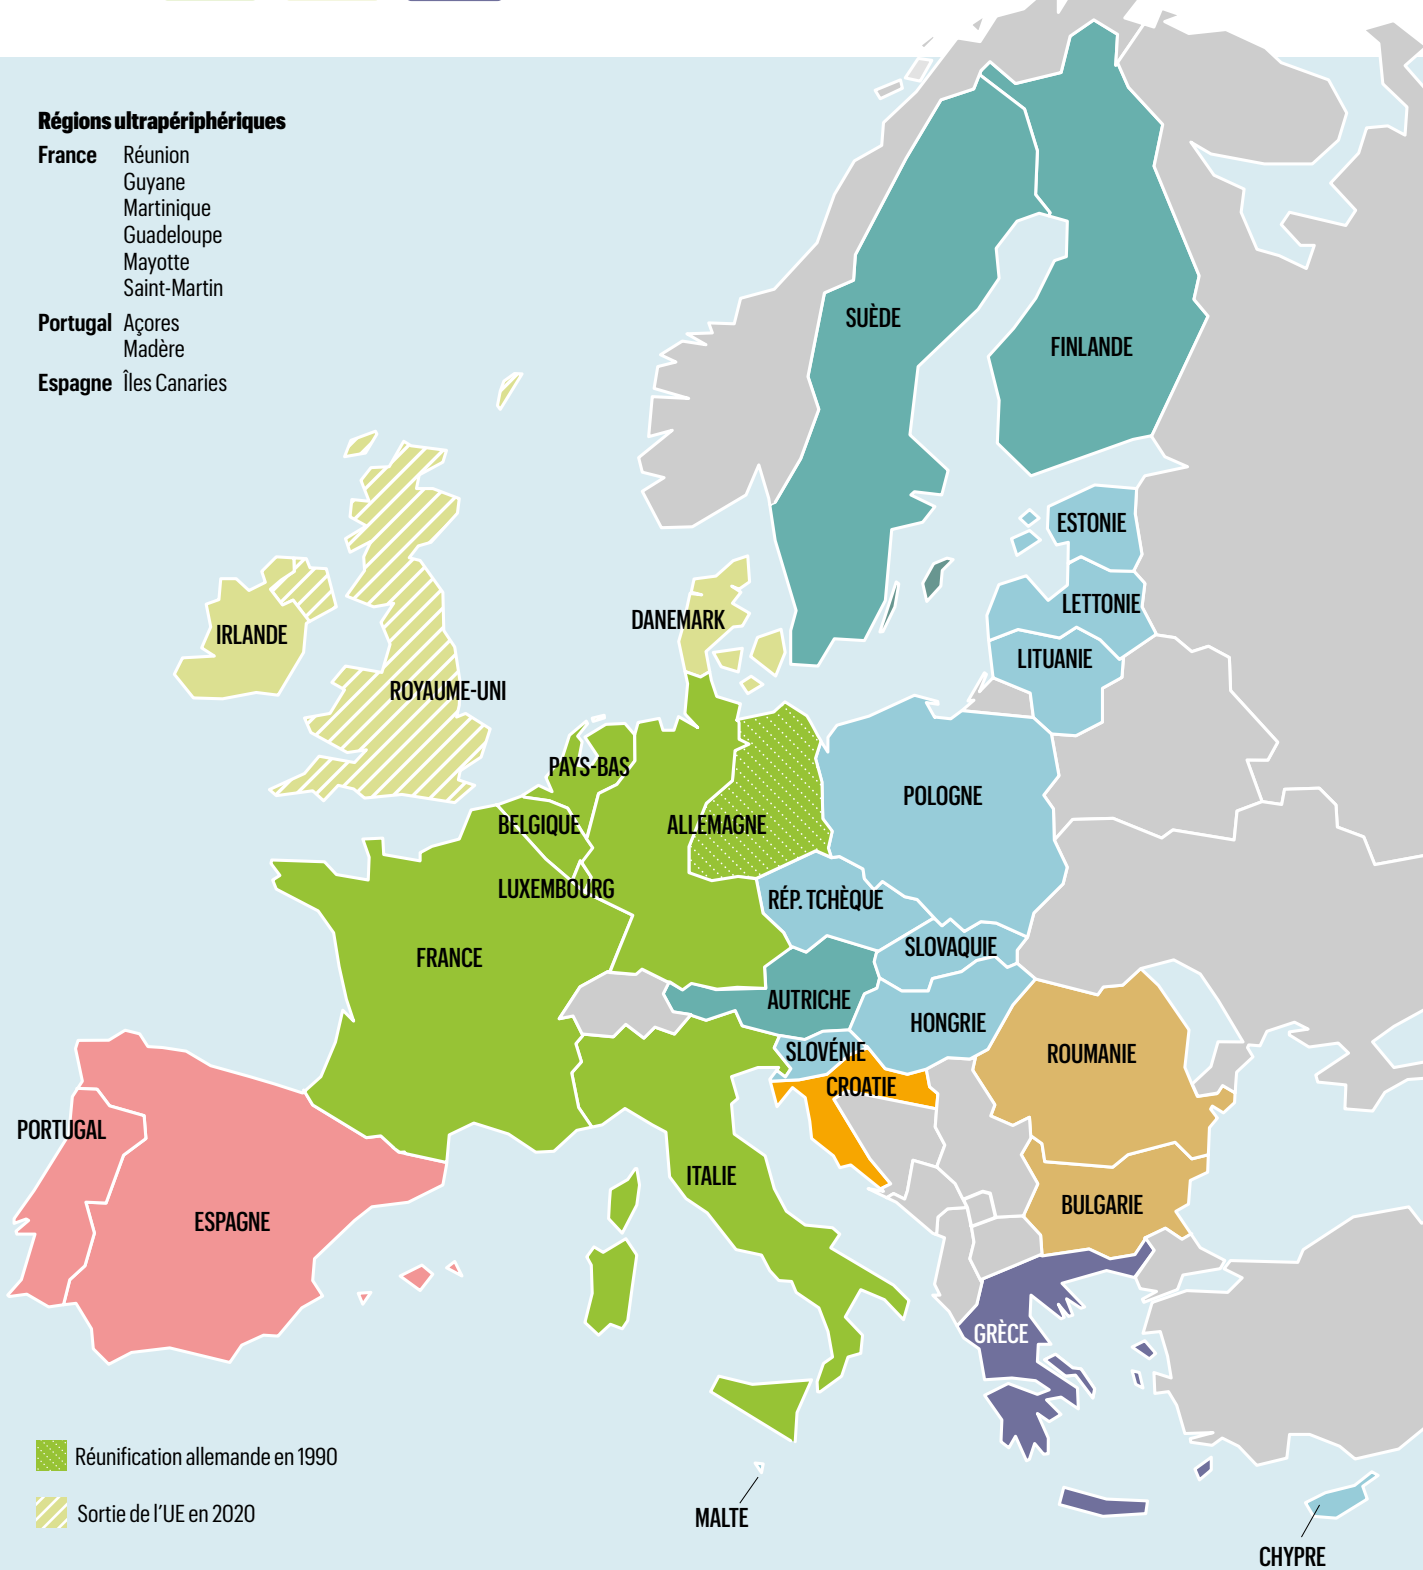 Régions ultrapériphériques
France Réunion
Guyane
Martinique
Guadeloupe
Mayotte
Saint-Martin
Portugal Açores
Madère
Espagne Îles Canaries
SUÈDE
FINLANDE
ESTONIE
LETTONIE
LITUANIE
DANEMARK
IRLANDE
ROYAUME-UNI
PAYS-BAS
POLOGNE
BELGIQUE
ALLEMAGNE
LUXEMBOURG
RÉP. TCHÈQUE
SLOVAQUIE
FRANCE
AUTRICHE
HONGRIE
SLOVÉNIE
ROUMANIE
CROATIE
PORTUGAL
ITALIE
BULGARIE
ESPAGNE
GRÈCE
Réunification allemande en 1990
Sortie de l'UE en 2020
MALTE
CHYPRE